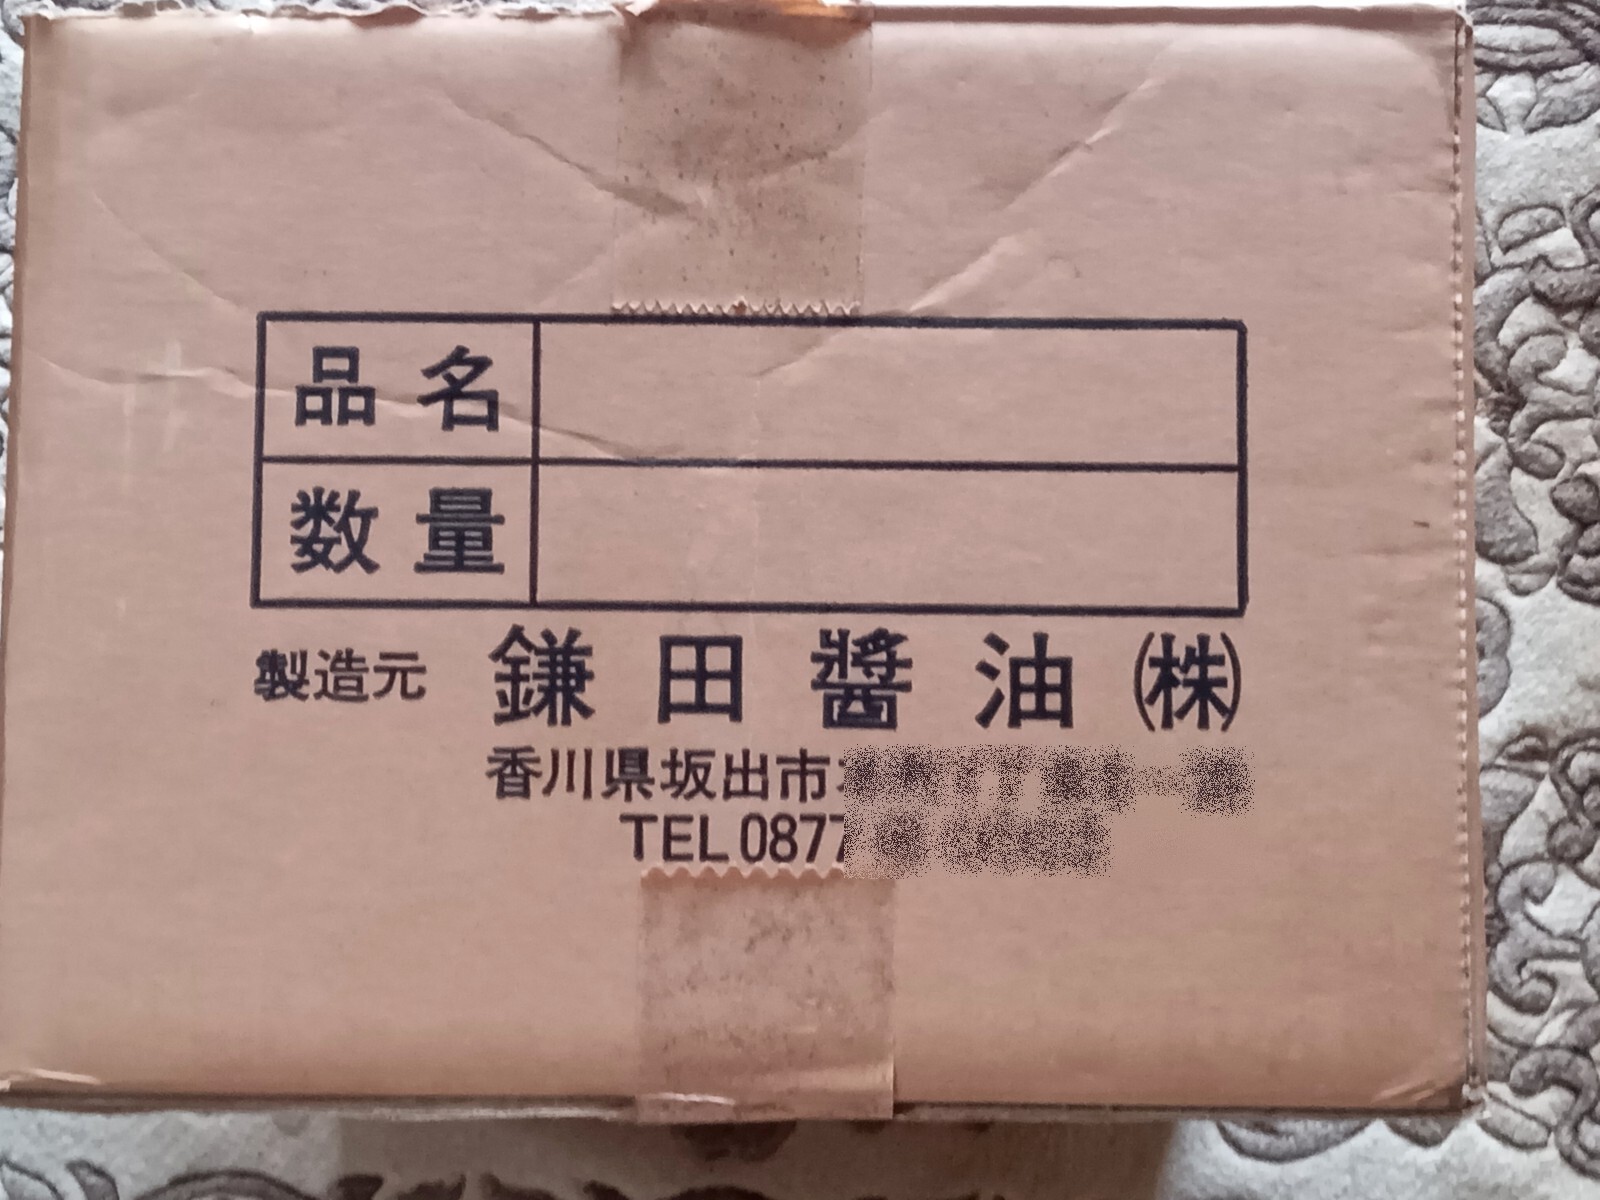 品名
数量
製造元 鎌田醬油㈱
香川県坂出市
TEL 0877